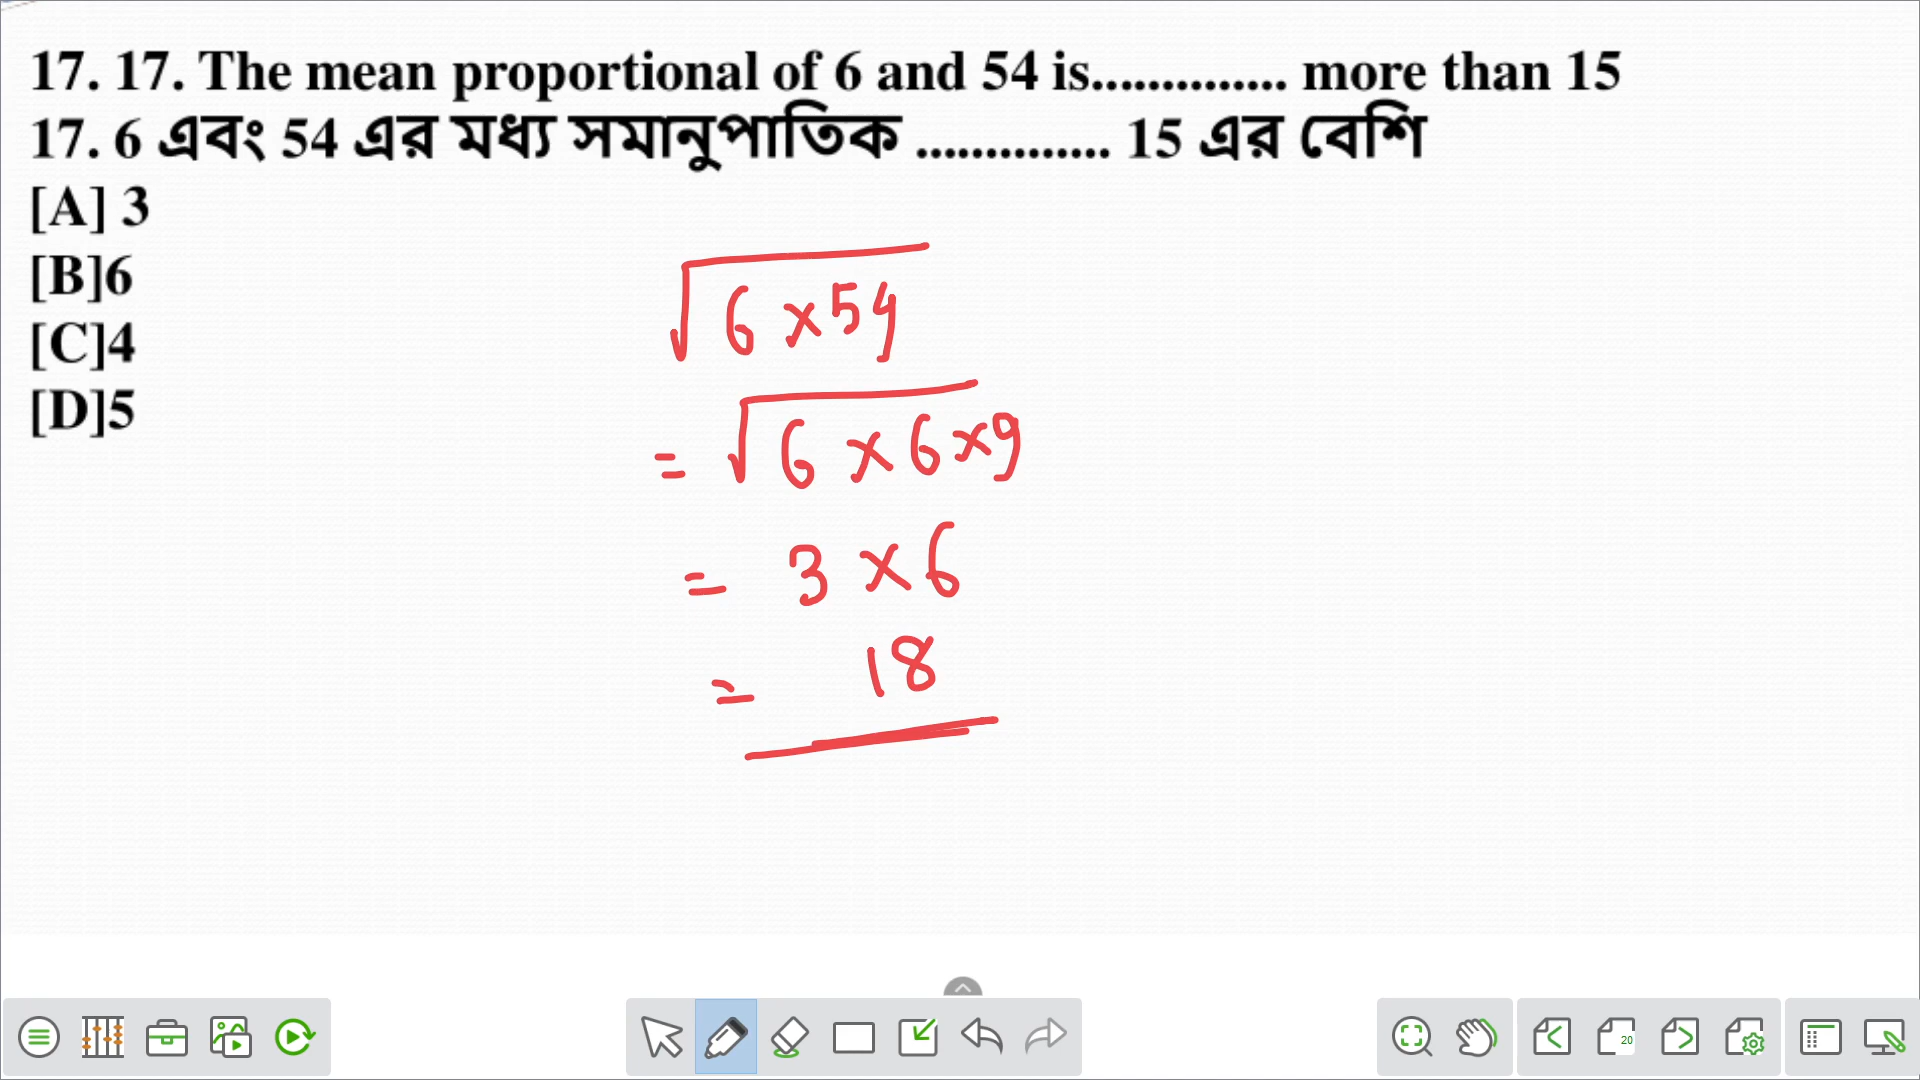 17. 17. The mean proportional of 6 and 54 is.............. more than 15
17. 6 এবং 54 এর মধ্য সমানুপাতিক .............. 15 এর বেশি
[A] 3
[B]6
[C]4
[D]5
√6 × 54
= √6 × 6 × 9
= 3 × 6
= 18
20